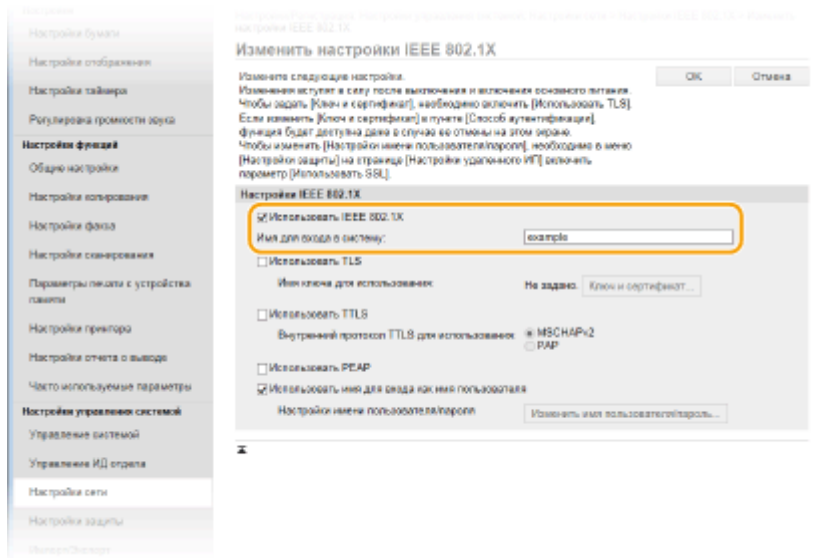 Настройки бумаги
Настройки отображения
Настройки таймера
Регулировка громкости звука
Настройки функций
Общие настройки
Настройки копирования
Настройки факса
Настройки сканирования
Параметры печати с устройства
памяти
Настройки принтера
Настройки отчета о выводе
Часто используемые параметры
Настройки управления системой
Управление системой
Управление ИД отдела
Настройки сети
Настройки защиты
Импорт/Экспорт
настройки IEEE 802.1X
Изменить настройки IEEE 802.1X
Измените следующие настройки.
OK
Отмена
Изменения вступят в силу после выключения и включения основного питания.
Чтобы задать [Ключ и сертификат], необходимо включить [Использовать TLS].
Если изменить [Ключ и сертификат] в пункте [Способ аутентификации],
функция будет доступна даже в случае ее отмены на этом экране.
Чтобы изменить [Настройки имени пользователя/пароля], необходимо в меню
[Настройки защиты] на странице [Настройки удаленного ИП] включить
параметр [Использовать SSL].
Настройки IEEE 802.1X
Использовать IEEE 802.1X
Имя для входа в систему:
example
Использовать TLS
Имя ключа для использования:
Не задано.
Ключ и сертификат...
Использовать TTLS
Внутренний протокол TTLS для использования:
MSCHAPv2
PAP
Использовать PEAP
Использовать имя для входа как имя пользователя
Настройки имени пользователя/пароля
Изменить имя пользователя/пароль...